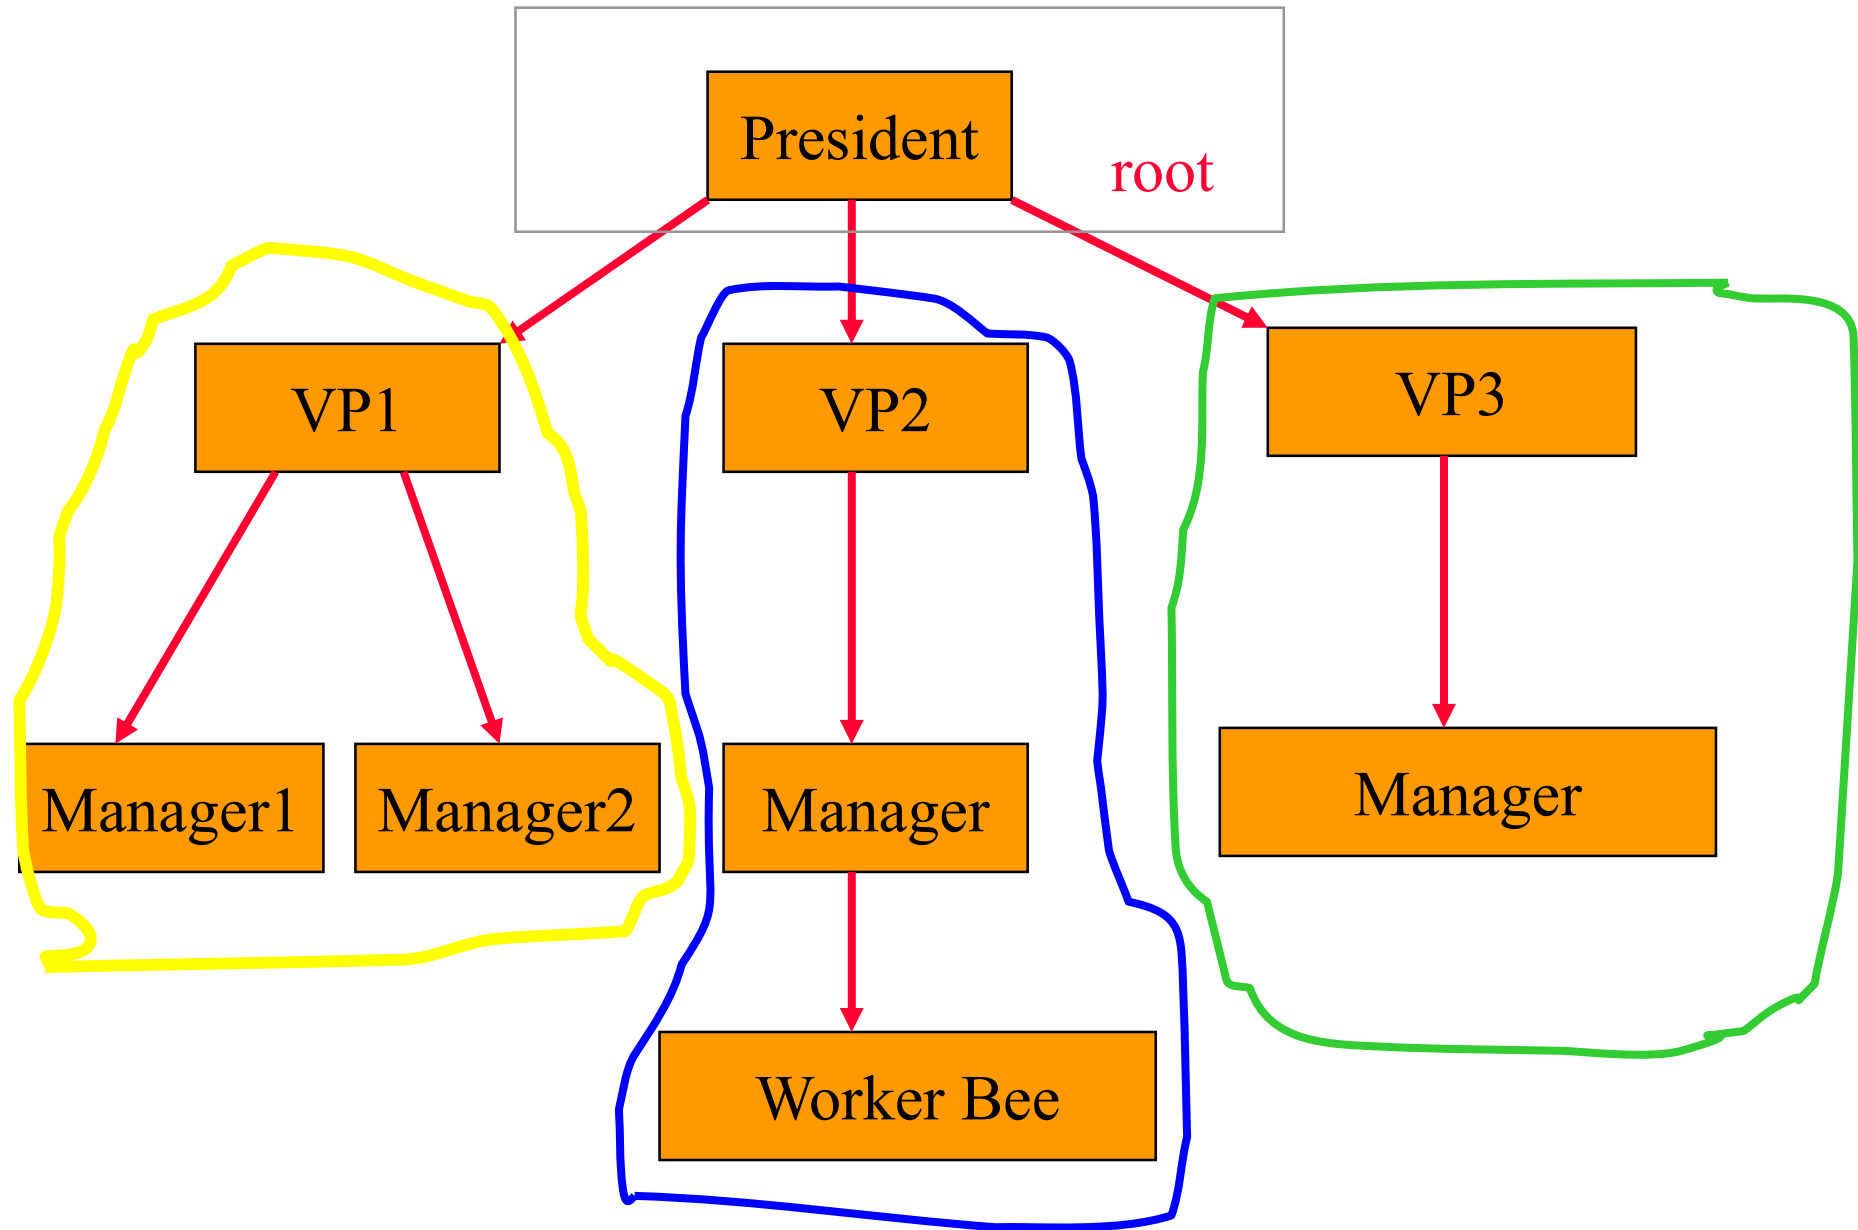 President
root
VP1
VP2
VP3
Manager1
Manager2
Manager
Manager
Worker Bee